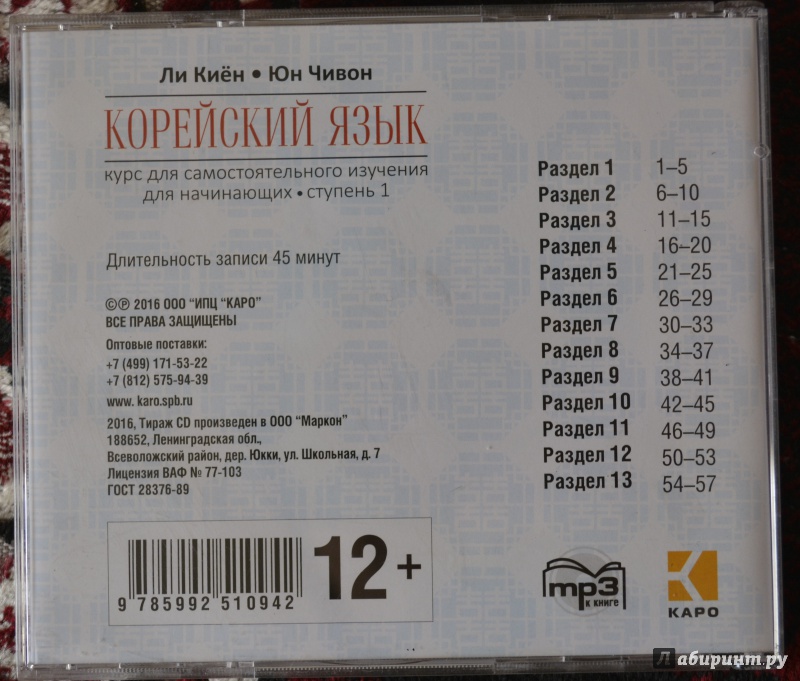 Ли Киён • Юн Чивон
КОРЕЙСКИЙ ЯЗЫК
курс для самостоятельного изучения
для начинающих • ступень 1
Длительность записи 45 минут
©℗ 2016 ООО "ИПЦ "КАРО"
ВСЕ ПРАВА ЗАЩИЩЕНЫ
Оптовые поставки:
+7 (499) 171-53-22
+7 (812) 575-94-39
www. karo.spb.ru
2016, Тираж CD произведен в ООО "Маркон"
188652, Ленинградская обл.,
Всеволожский район, дер. Юкки, ул. Школьная, д. 7
Лицензия ВАФ № 77-103
ГОСТ 28376-89
9 785992 510942
12+
Раздел 1 1–5
Раздел 2 6–10
Раздел 3 11–15
Раздел 4 16–20
Раздел 5 21–25
Раздел 6 26–29
Раздел 7 30–33
Раздел 8 34–37
Раздел 9 38–41
Раздел 10 42–45
Раздел 11 46–49
Раздел 12 50–53
Раздел 13 54–57
mp3
к книге
КАРО
Лабиринт.ру